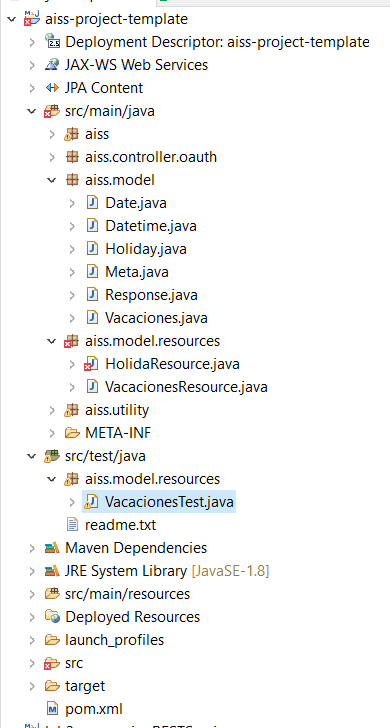 aiss-project-template
Deployment Descriptor: aiss-project-template
JAX-WS Web Services
JPA Content
src/main/java
aiss
aiss.controller.oauth
aiss.model
Date.java
Datetime.java
Holiday.java
Meta.java
Response.java
Vacaciones.java
aiss.model.resources
HolidaResource.java
VacacionesResource.java
aiss.utility
META-INF
src/test/java
aiss.model.resources
VacacionesTest.java
readme.txt
Maven Dependencies
JRE System Library [JavaSE-1.8]
src/main/resources
Deployed Resources
launch_profiles
src
target
pom.xml